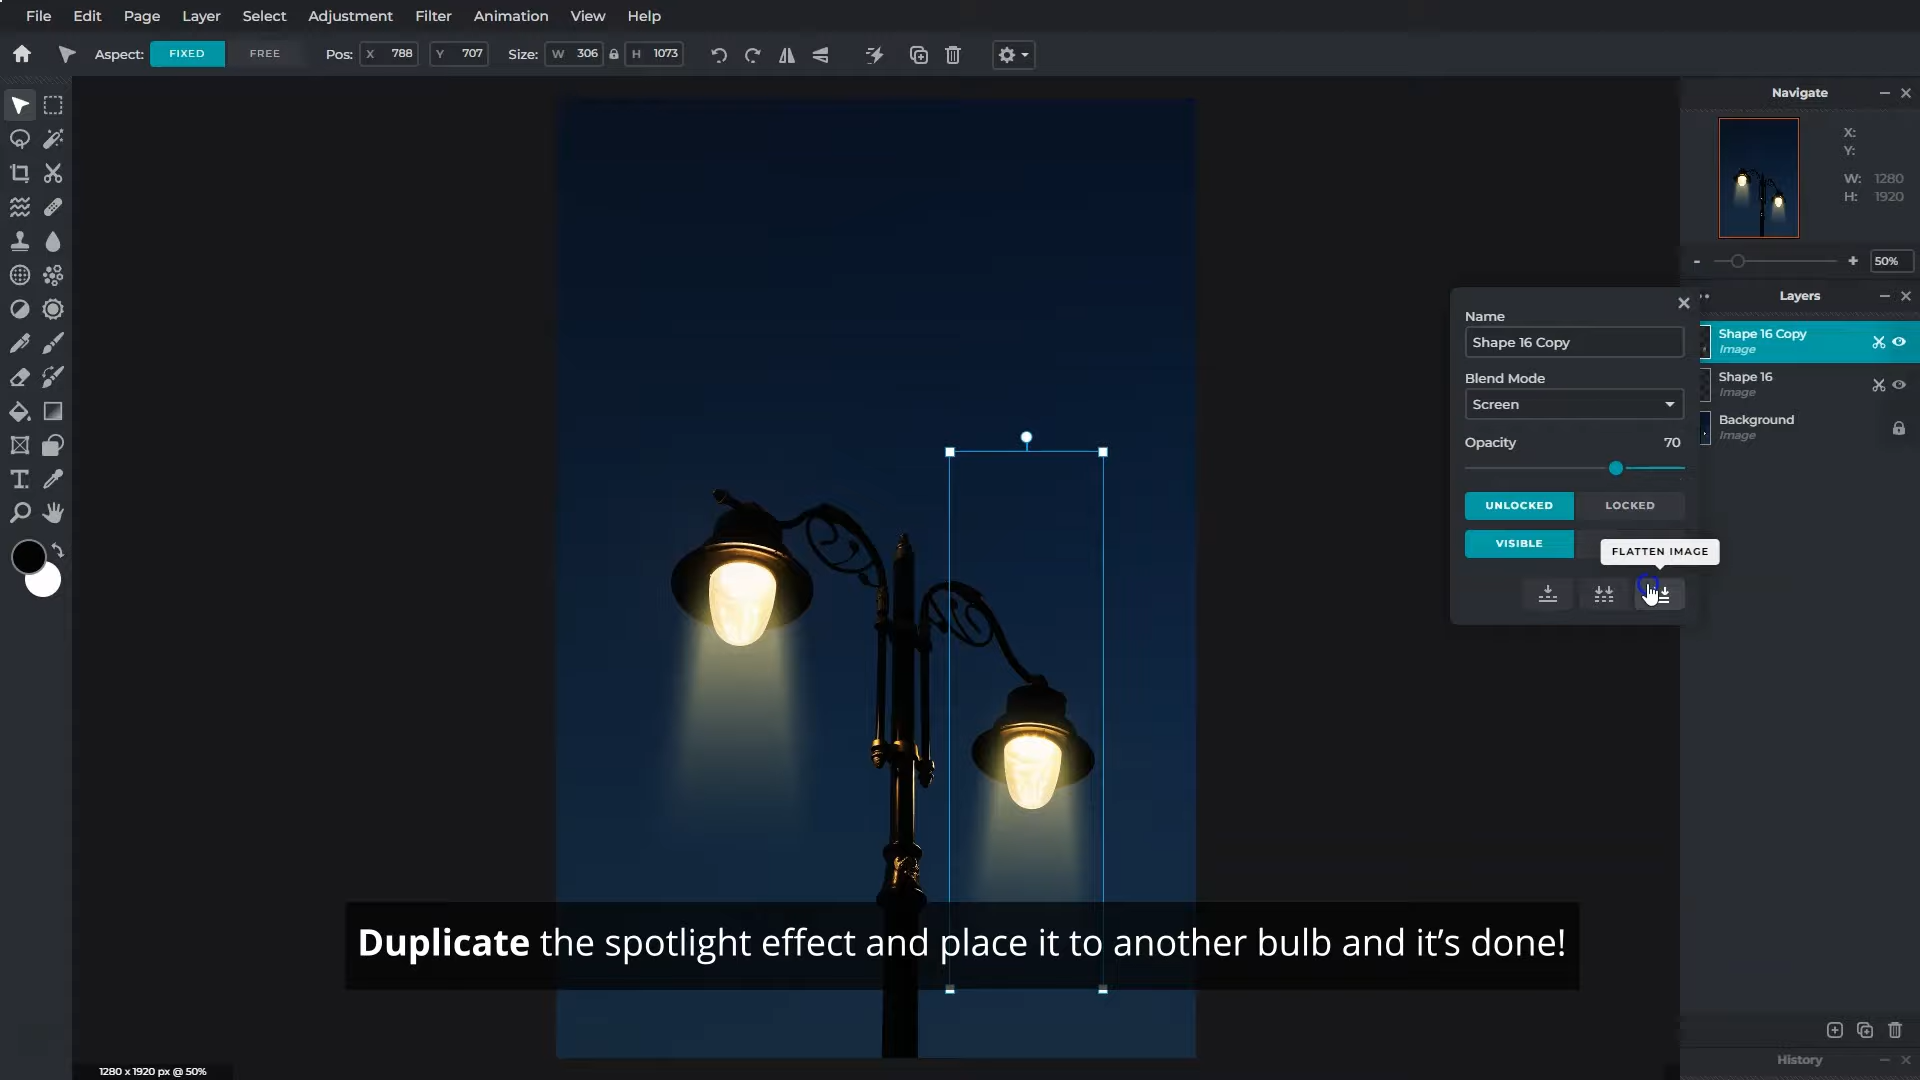 File Edit Page Layer Select Adjustment Filter Animation View Help
Aspect: FIXED FREE Pos: X 788 Y 707 Size: W 306 H 1073
Navigate
X:
Y:
W: 1280
H: 1920
- + 50%
Layers
Name
Shape 16 Copy
Blend Mode
Screen
Opacity 70
UNLOCKED LOCKED
VISIBLE
FLATTEN IMAGE
Shape 16 Copy
Image
Shape 16
Image
Background
Image
T
Duplicate the spotlight effect and place it to another bulb and it’s done!
History
1280 x 1920 px @ 50%